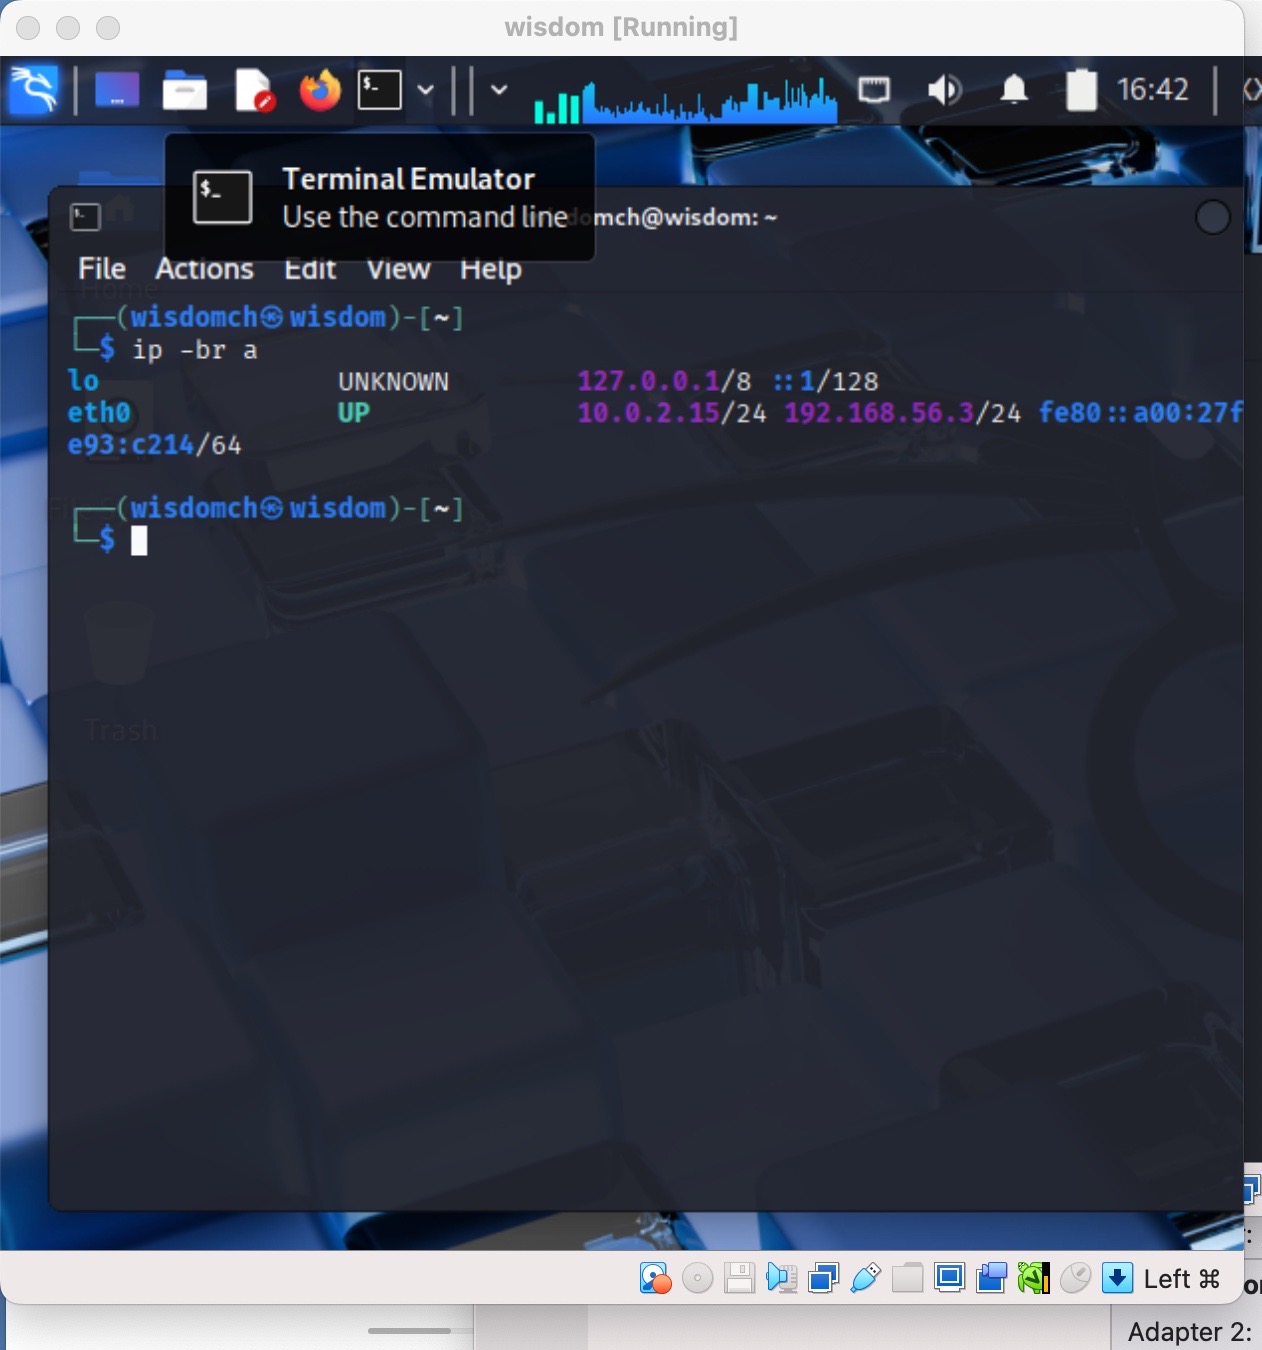 wisdom [Running]
16:42
Terminal Emulator
Use the command line
mch@wisdom: ~
File Actions Edit View Help
Home
┌──(wisdomch㉿wisdom)-[~]
└─$ ip -br a
lo UNKNOWN 127.0.0.1/8 ::1/128
eth0 UP 10.0.2.15/24 192.168.56.3/24 fe80::a00:27f
e93:c214/64
┌──(wisdomch㉿wisdom)-[~]
└─$
Trash
Left ⌘
Adapter 2: